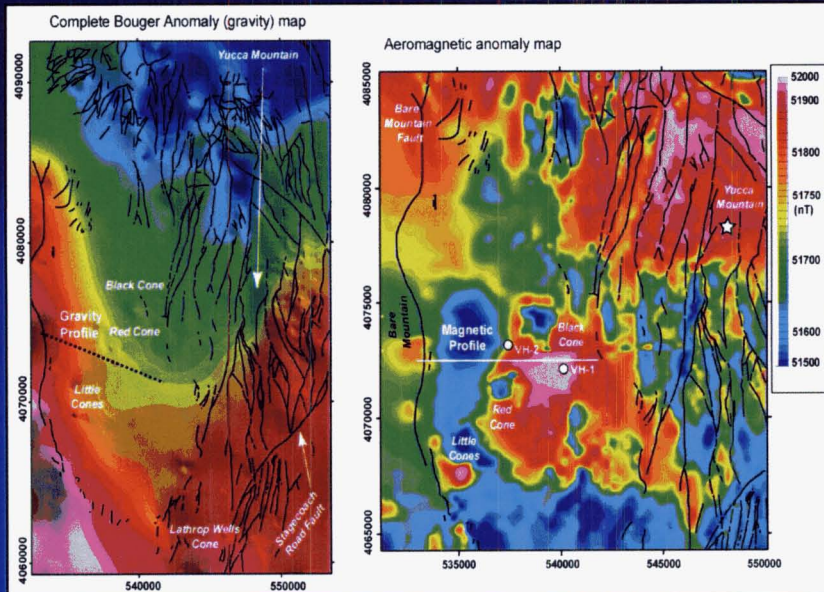 Complete Bouger Anomaly (gravity) map
Yucca
Mountain
4090000
4080000
4070000
4060000
Black Cone
Gravity
Profile
Red Cone
Little
Cones
Lathrop Wells
Cone
Stagecoach
Road Fault
540000
550000
Aeromagnetic anomaly map
4085000
4080000
4075000
4070000
4065000
Bare
Mountain
Fault
Yucca
Mountain
Bare
Mountain
Magnetic
Profile
Black
Cone
VH-2
VH-1
Red
Cone
Little
Cones
535000
540000
545000
550000
52000
51900
51800
51750
(nT)
51700
51600
51500